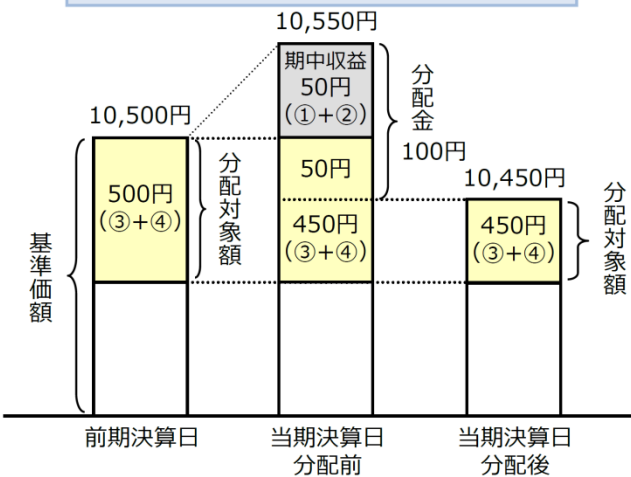 10,550円
期中収益
50円
(①+②)
分配金
100円
10,500円
500円
(③+④)
分配対象額
50円
450円
(③+④)
10,450円
450円
(③+④)
分配対象額
基準価額
前期決算日
当期決算日
分配前
当期決算日
分配後